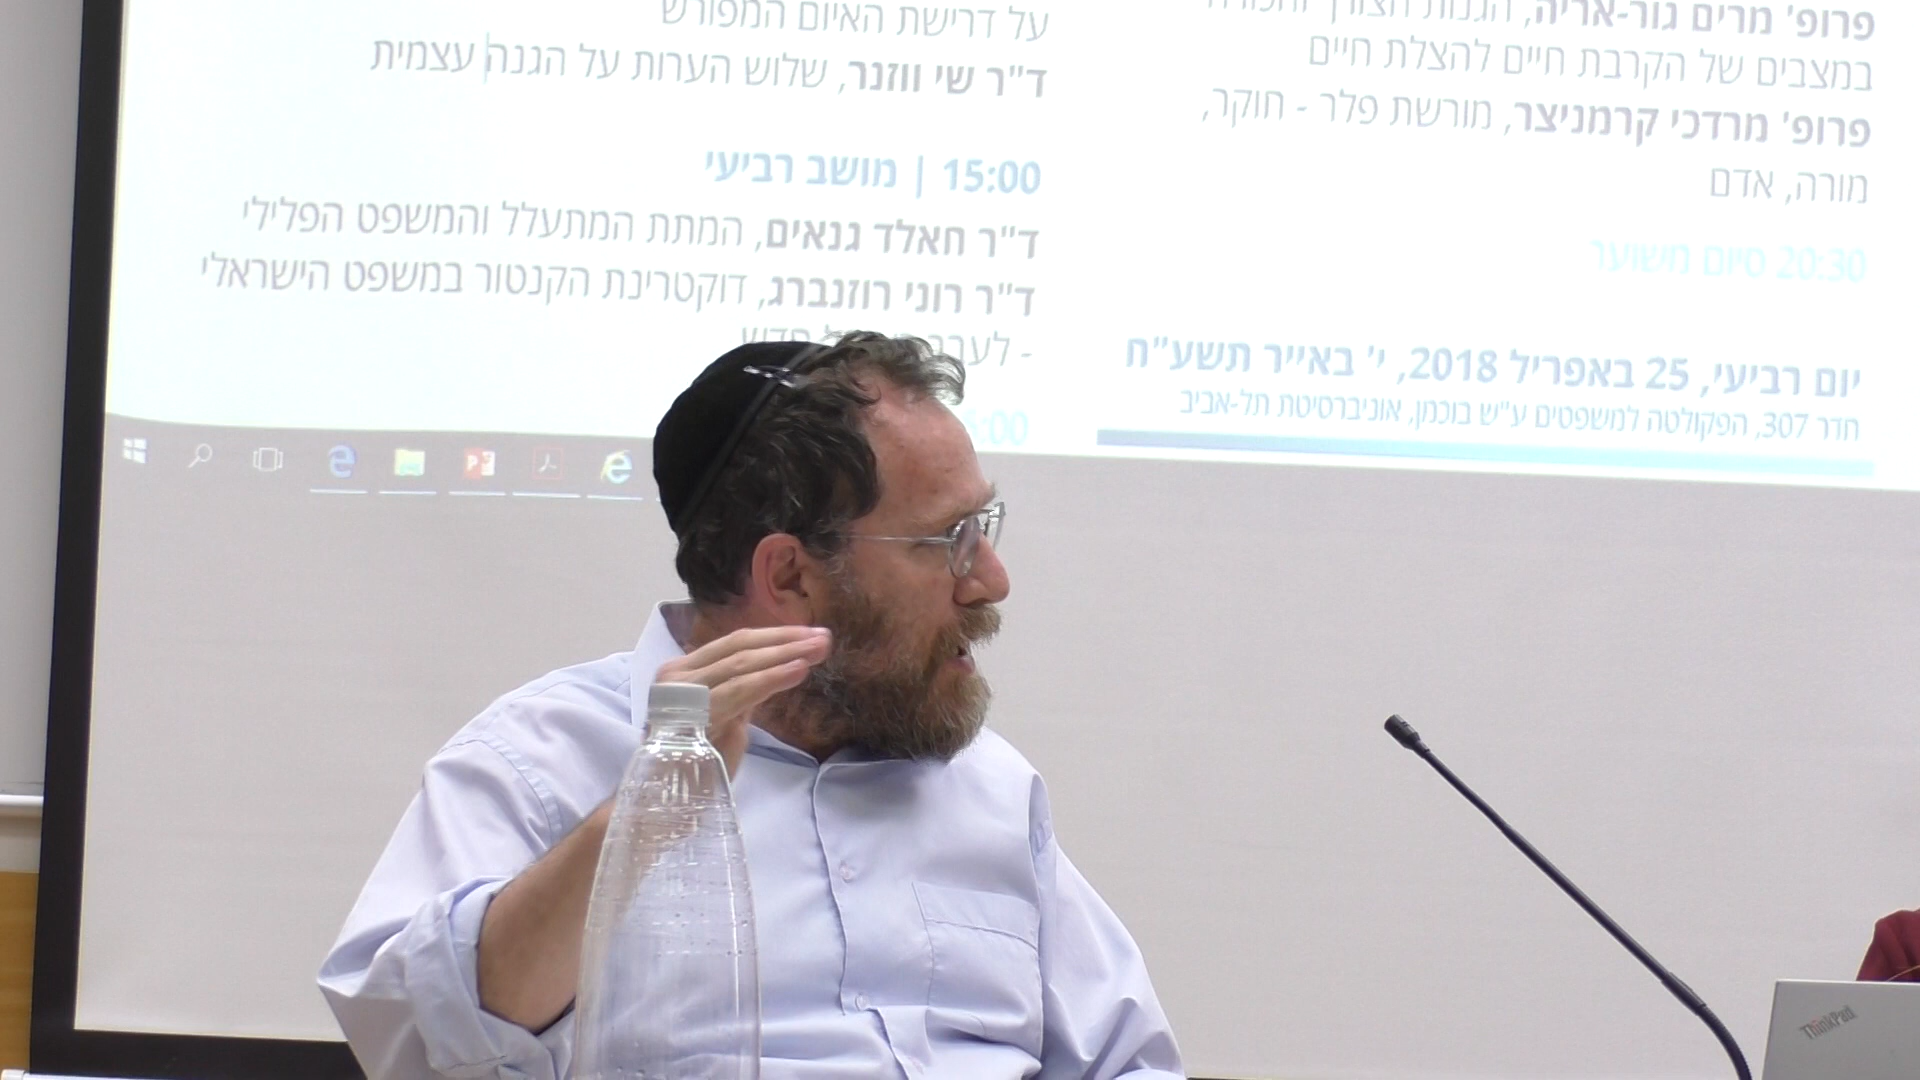 פרופ' מרים גור-אריה, הגנות הצורך
במצבים של הקרבת חיים להצלת חיים
פרופ' מרדכי קרמניצר, מורשת פלר - חוקר,
מורה, אדם
20:30 סיום משוער
יום רביעי, 25 באפריל 2018, י' באייר תשע"ח
חדר 307, הפקולטה למשפטים ע"ש בוכמן, אוניברסיטת תל-אביב
על דרישת האיום המפורש
ד"ר שי ווזנר, שלוש הערות על הגנה עצמית
15:00 | מושב רביעי
ד"ר חאלד גנאים, המתת המתעלל והמשפט הפלילי
ד"ר רוני רוזנברג, דוקטרינת הקנטור במשפט הישראלי
ThinkPad